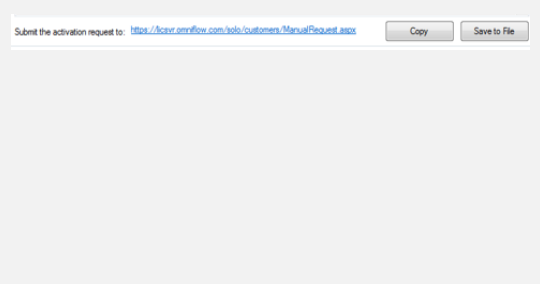 Submit the activation request to: https://licsvr.omniflow.com/solo/customers/ManualRequest.aspx Copy Save to File